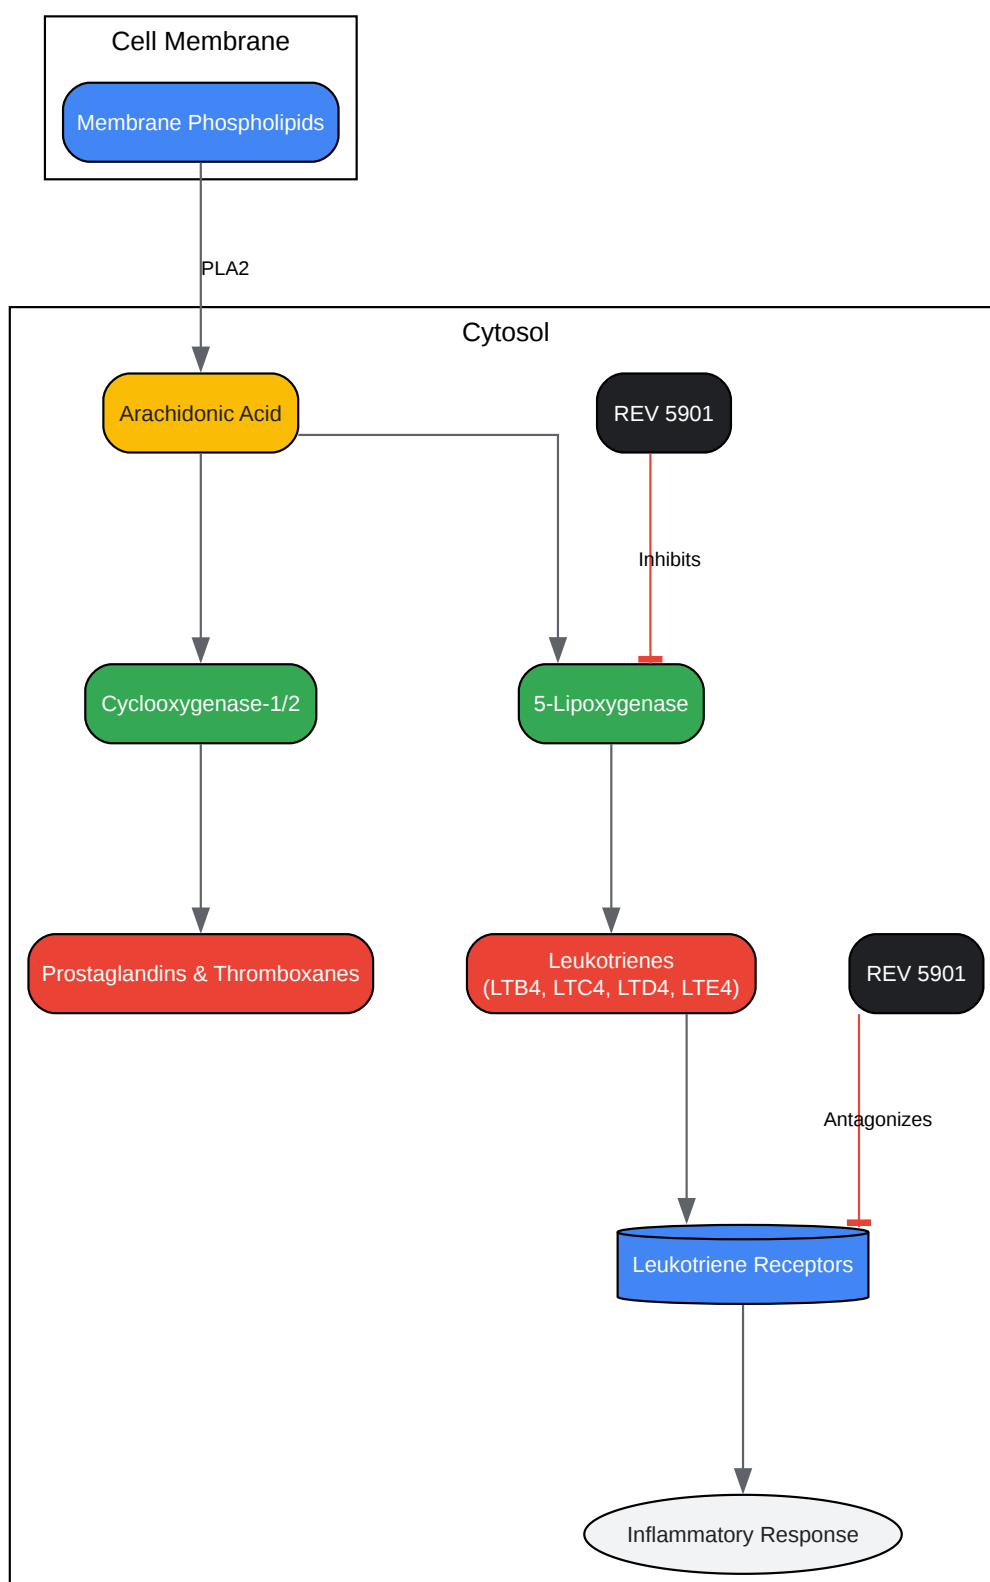 Cell Membrane
Membrane Phospholipids
PLA2
Cytosol
Arachidonic Acid
REV 5901
Inhibits
Cyclooxygenase-1/2
5-Lipoxygenase
Prostaglandins & Thromboxanes
Leukotrienes
(LTB4, LTC4, LTD4, LTE4)
REV 5901
Antagonizes
Leukotriene Receptors
Inflammatory Response